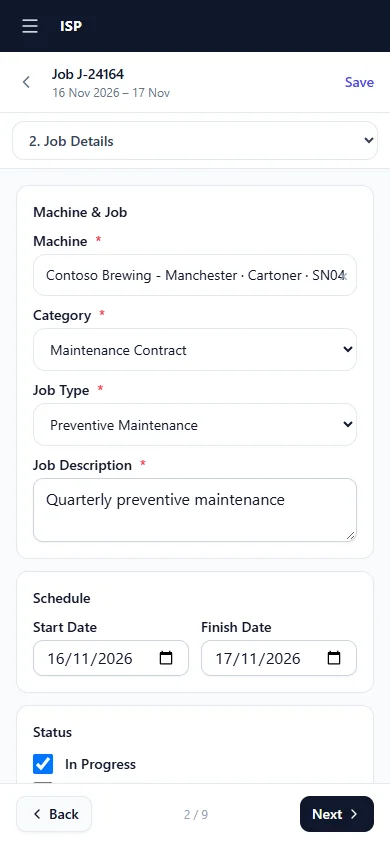 ISP
Job J-24164
16 Nov 2026 – 17 Nov
Save
2. Job Details
Machine & Job
Machine *
Contoso Brewing - Manchester · Cartoner · SN04
Category *
Maintenance Contract
Job Type *
Preventive Maintenance
Job Description *
Quarterly preventive maintenance
Schedule
Start Date
Finish Date
16/11/2026
17/11/2026
Status
In Progress
Back
2 / 9
Next